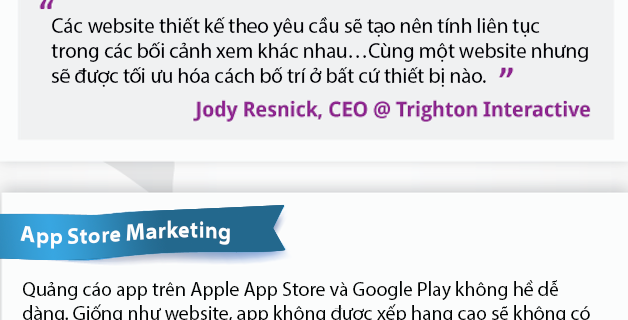 “
Các website thiết kế theo yêu cầu sẽ tạo nên tính liên tục
trong các bối cảnh xem khác nhau...Cùng một website nhưng
sẽ được tối ưu hóa cách bố trí ở bất cứ thiết bị nào. ”
Jody Resnick, CEO @ Trighton Interactive
App Store Marketing
Quảng cáo app trên Apple App Store và Google Play không hề dễ
dàng. Giống như website, app không được xếp hạng cao sẽ không có